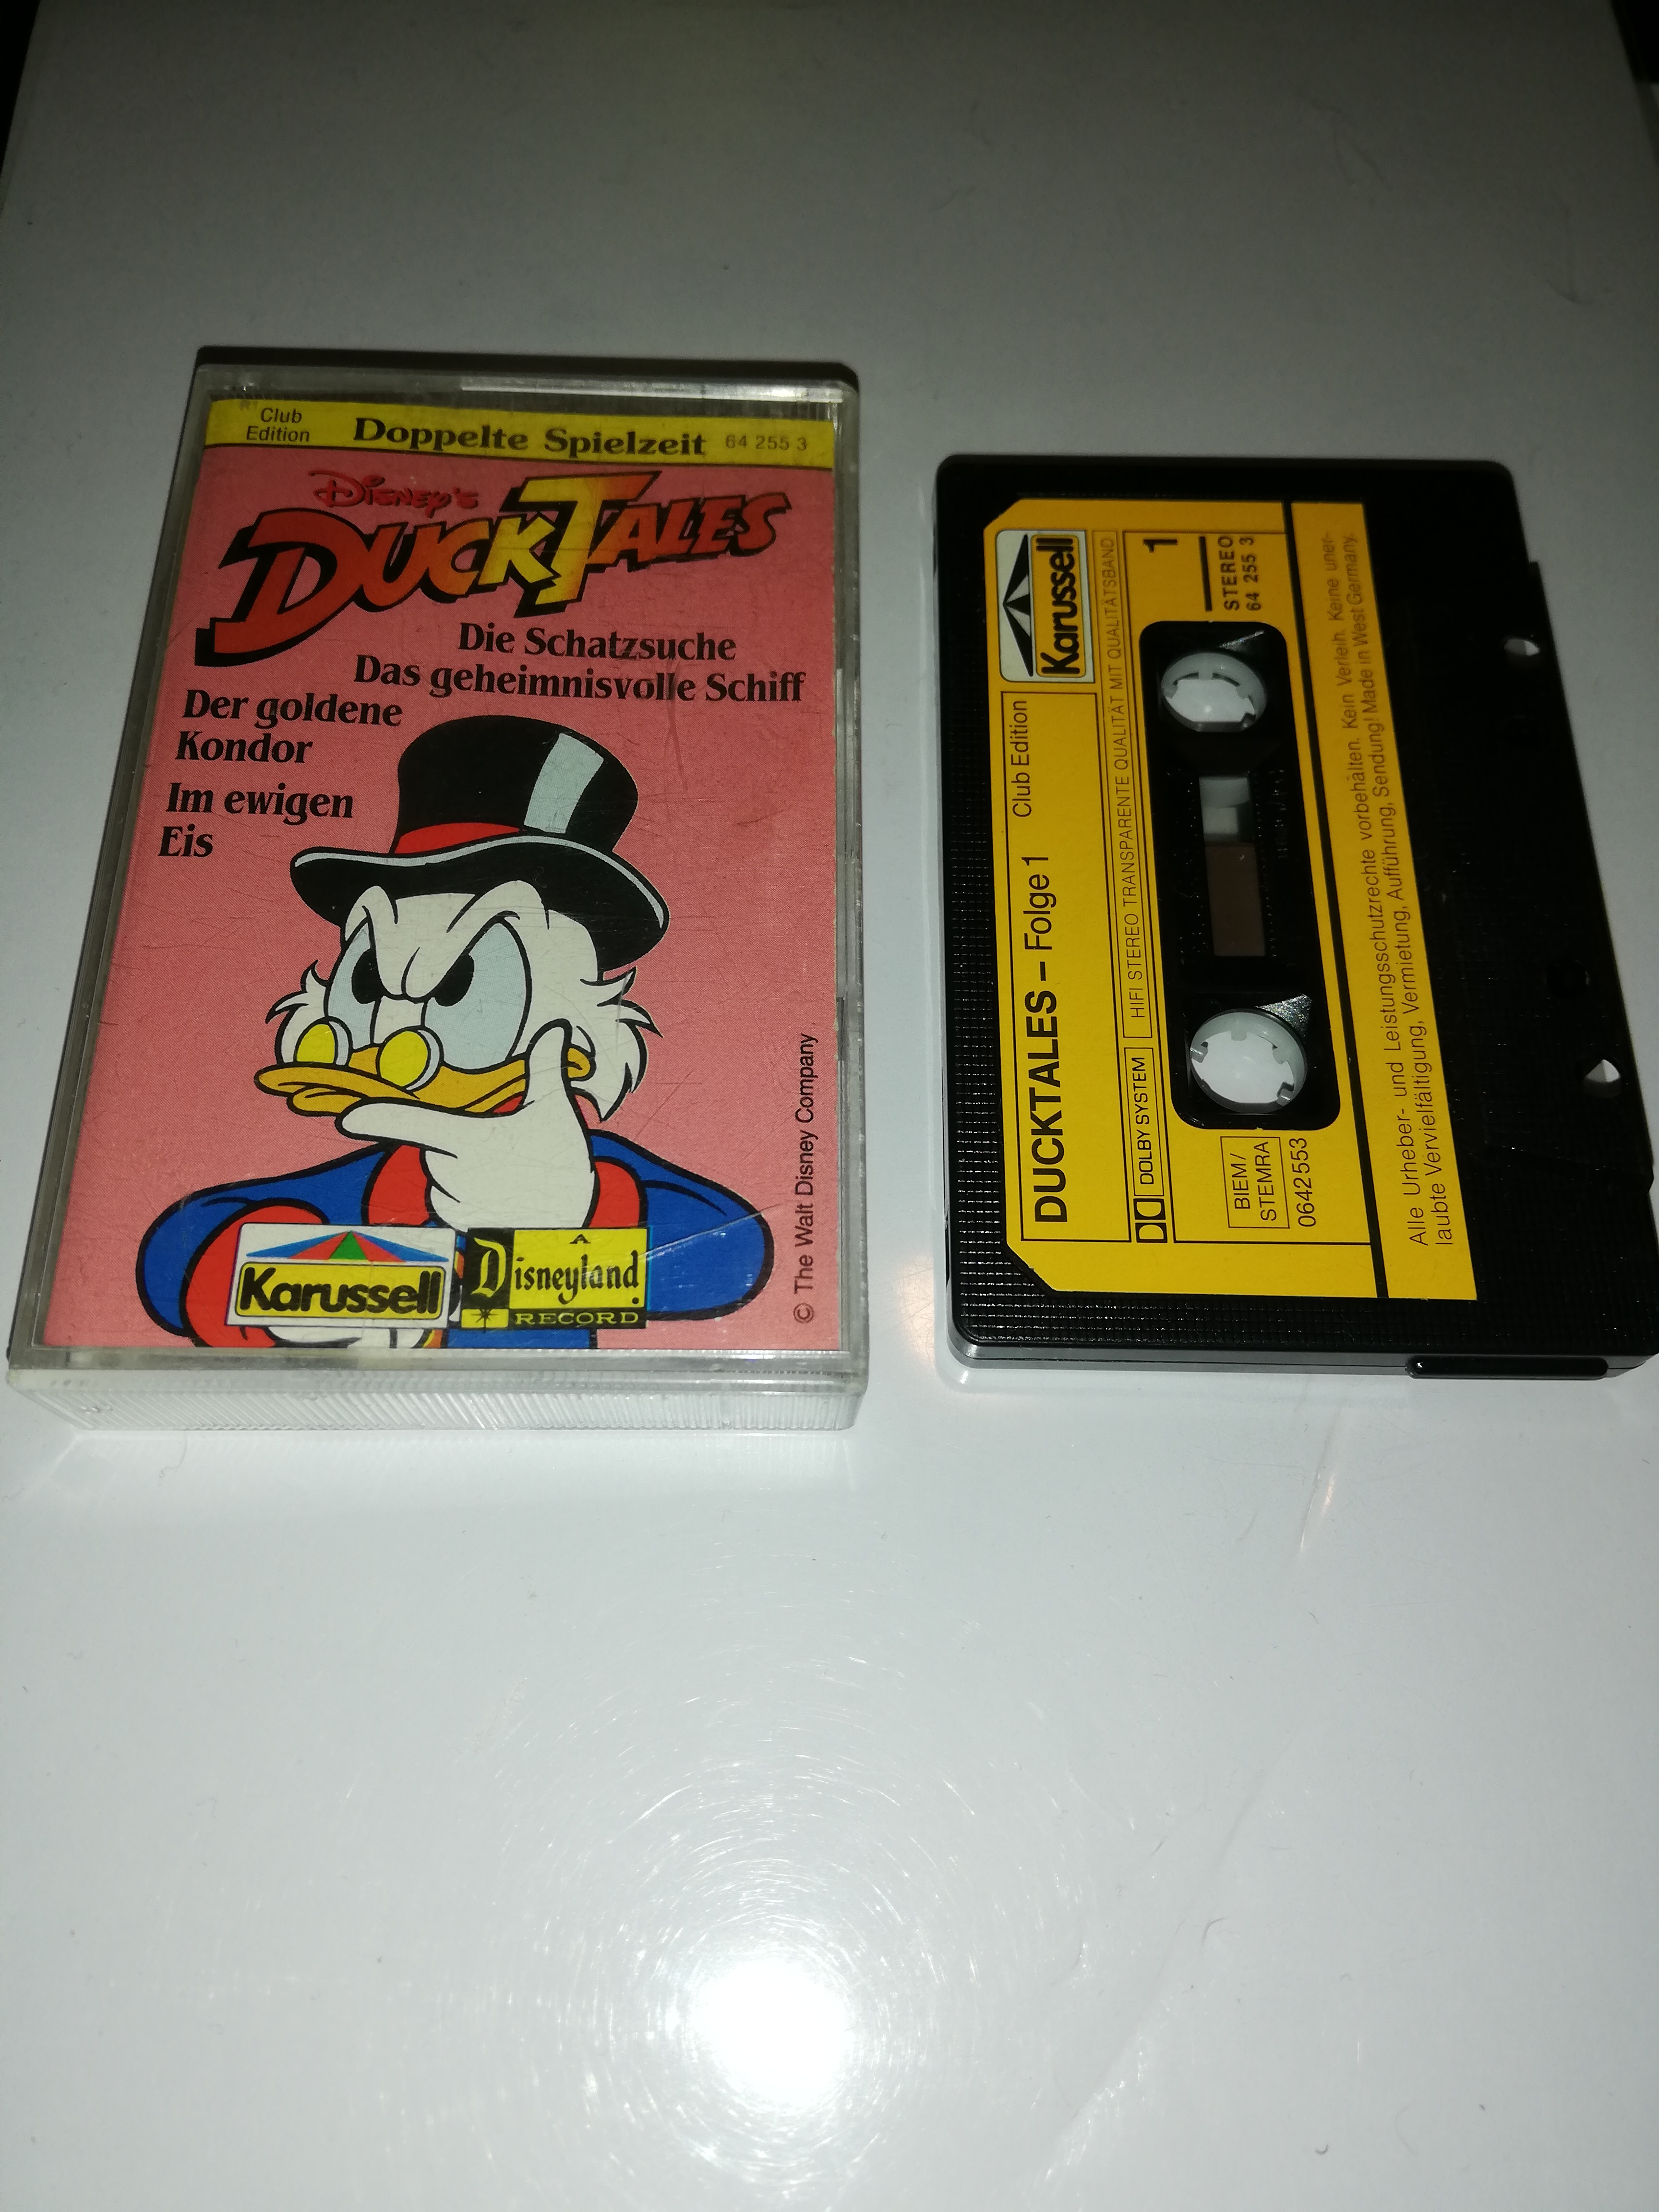 Club
Edition
Doppelte Spielzeit
64 255 3
Disney's
DUCKTALES
Die Schatzsuche
Das geheimnisvolle Schiff
Der goldene
Kondor
Im ewigen
Eis
© The Walt Disney Company
Karussell
A
Disneyland
RECORD
Karussell
DUCKTALES – Folge 1
Club Edition
DOLBY SYSTEM
HIFI STEREO TRANSPARENTE QUALITÄT MIT QUALITÄTSBAND
1
STEREO
64 255 3
BIEM/
STEMRA
0642553
Alle Urheber- und Leistungsschutzrechte vorbehalten. Kein Verleih. Keine uner-
laubte Vervielfältigung, Vermietung, Aufführung, Sendung! Made in West Germany.